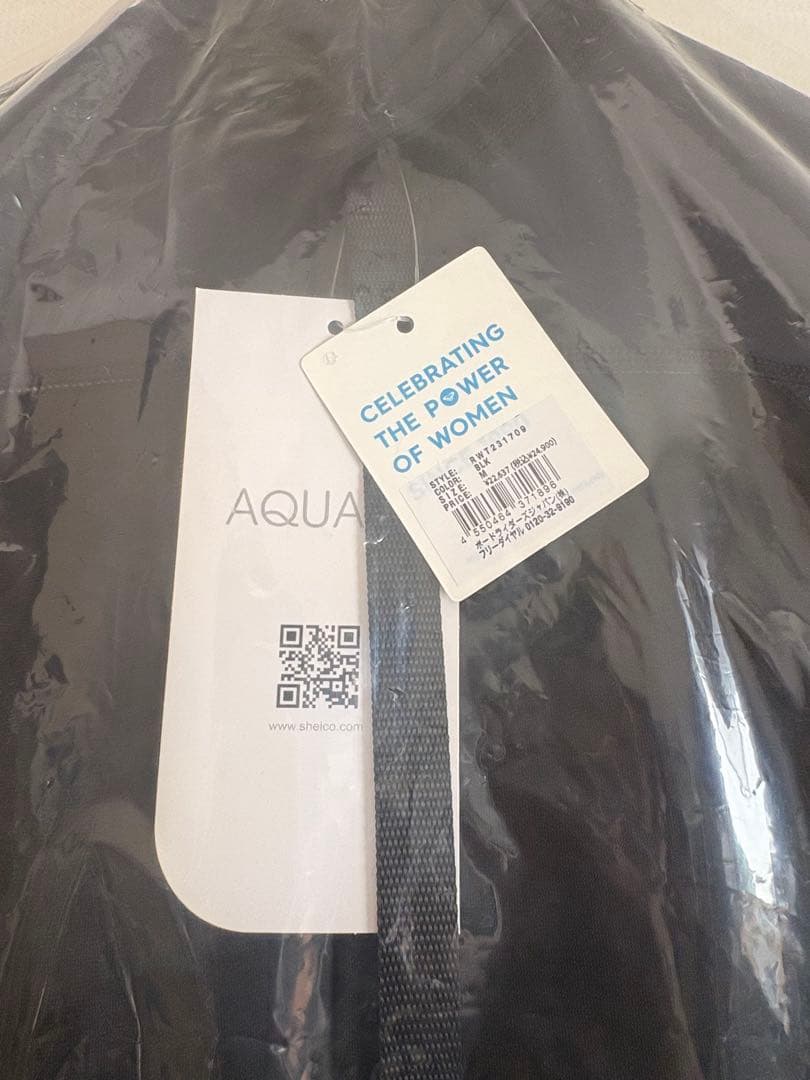 CELEBRATING
THE POWER
OF WOMEN
STYLE: RWT231709
COLOR: BLK
SIZE: M
PRICE: ¥22,637(税込¥24,900)
4 550464 371896
ボードライダーズジャパン(株)
フリーダイヤル 0120-32-9190
AQUA
www.sheico.com